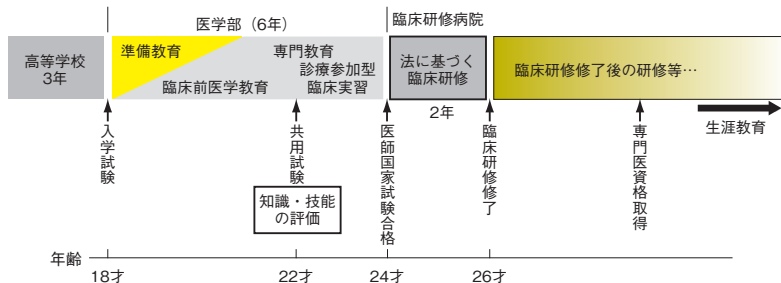 医学部（6年）
臨床研修病院
高等学校
3年
準備教育
臨床前医学教育
専門教育
診療参加型
臨床実習
法に基づく
臨床研修
臨床研修修了後の研修等…
2年
生涯教育
入学試験
共用試験
医師国家試験合格
臨床研修修了
専門医資格取得
知識・技能
の評価
年齢
18才
22才
24才
26才